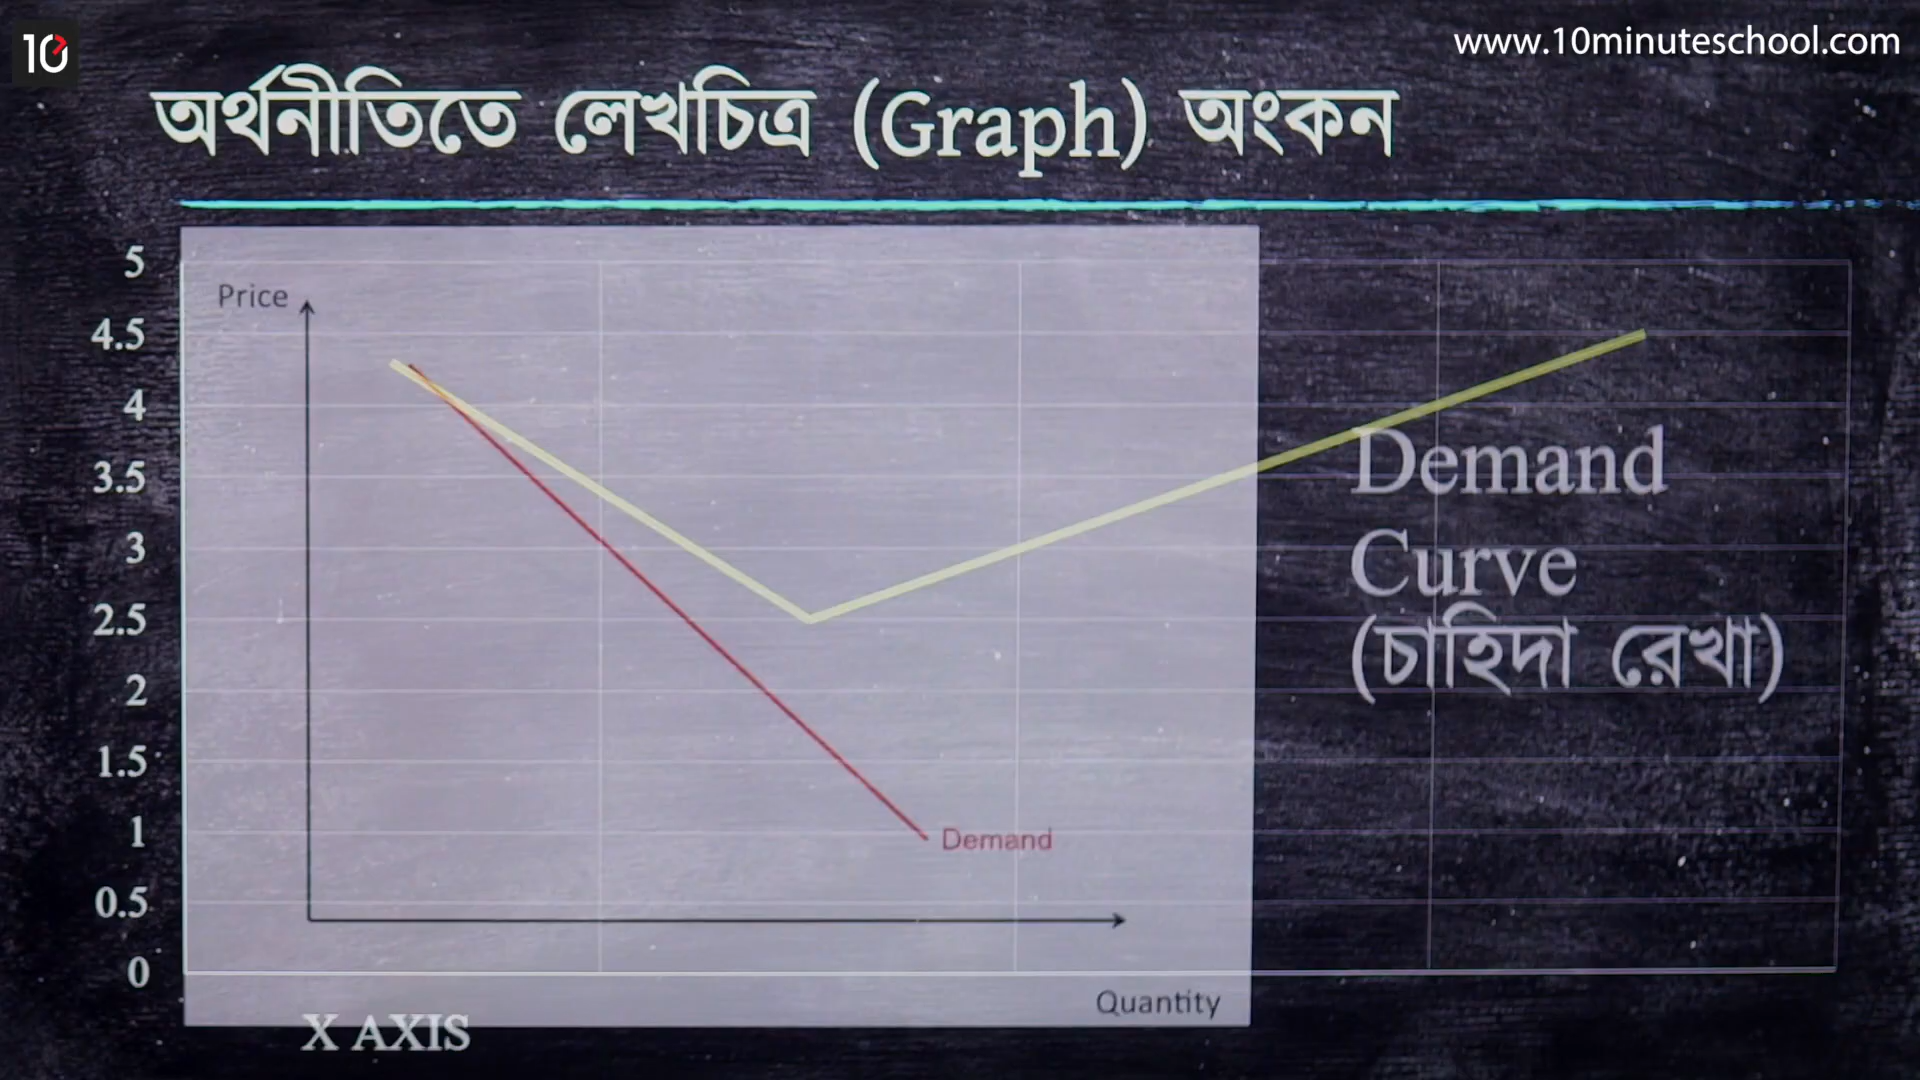 10
www.10minuteschool.com
অর্থনীতিতে লেখচিত্র (Graph) অংকন
5
Price
4.5
4
3.5
3
2.5
2
1.5
1
0.5
0
Demand
Curve
(চাহিদা রেখা)
Demand
Quantity
X AXIS